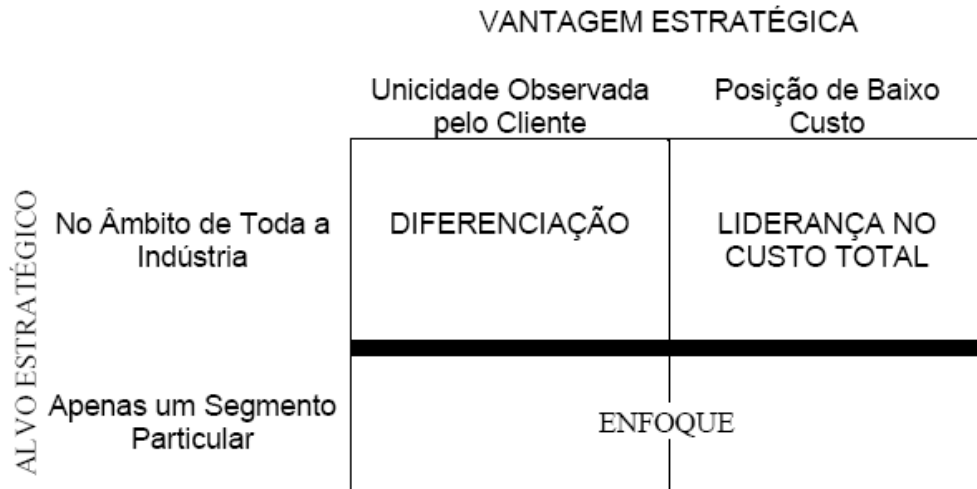 VANTAGEM ESTRATÉGICA
Unicidade Observada
pelo Cliente
Posição de Baixo
Custo
ALVO ESTRATÉGICO
No Âmbito de Toda a
Indústria
DIFERENCIAÇÃO
LIDERANÇA NO
CUSTO TOTAL
Apenas um Segmento
Particular
ENFOQUE